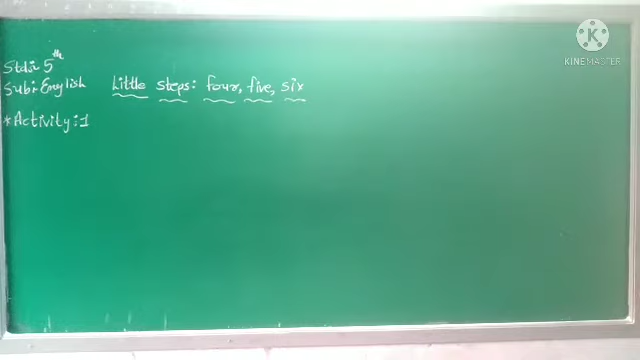 Std:- 5th
Sub:- English Little steps: four, five, six
*Activity:1
KINEMASTER